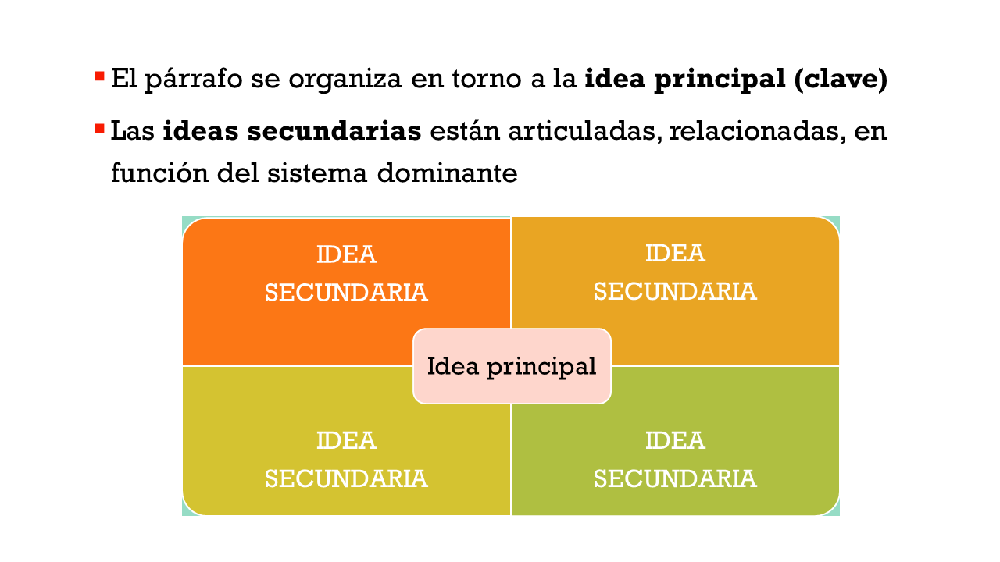 ▪ El párrafo se organiza en torno a la idea principal (clave)
▪ Las ideas secundarias están articuladas, relacionadas, en
función del sistema dominante
IDEA
SECUNDARIA
IDEA
SECUNDARIA
Idea principal
IDEA
SECUNDARIA
IDEA
SECUNDARIA